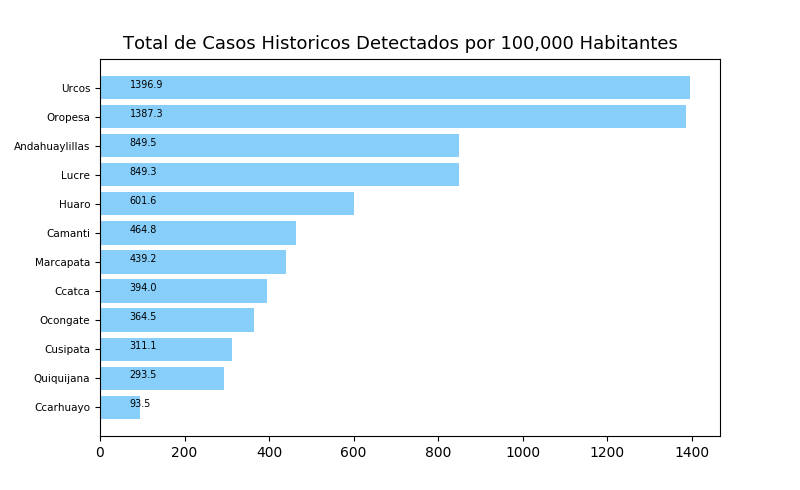 Total de Casos Historicos Detectados por 100,000 Habitantes
Urcos 1396.9
Oropesa 1387.3
Andahuaylillas 849.5
Lucre 849.3
Huaro 601.6
Camanti 464.8
Marcapata 439.2
Ccatca 394.0
Ocongate 364.5
Cusipata 311.1
Quiquijana 293.5
Ccarhuayo 93.5
0 200 400 600 800 1000 1200 1400